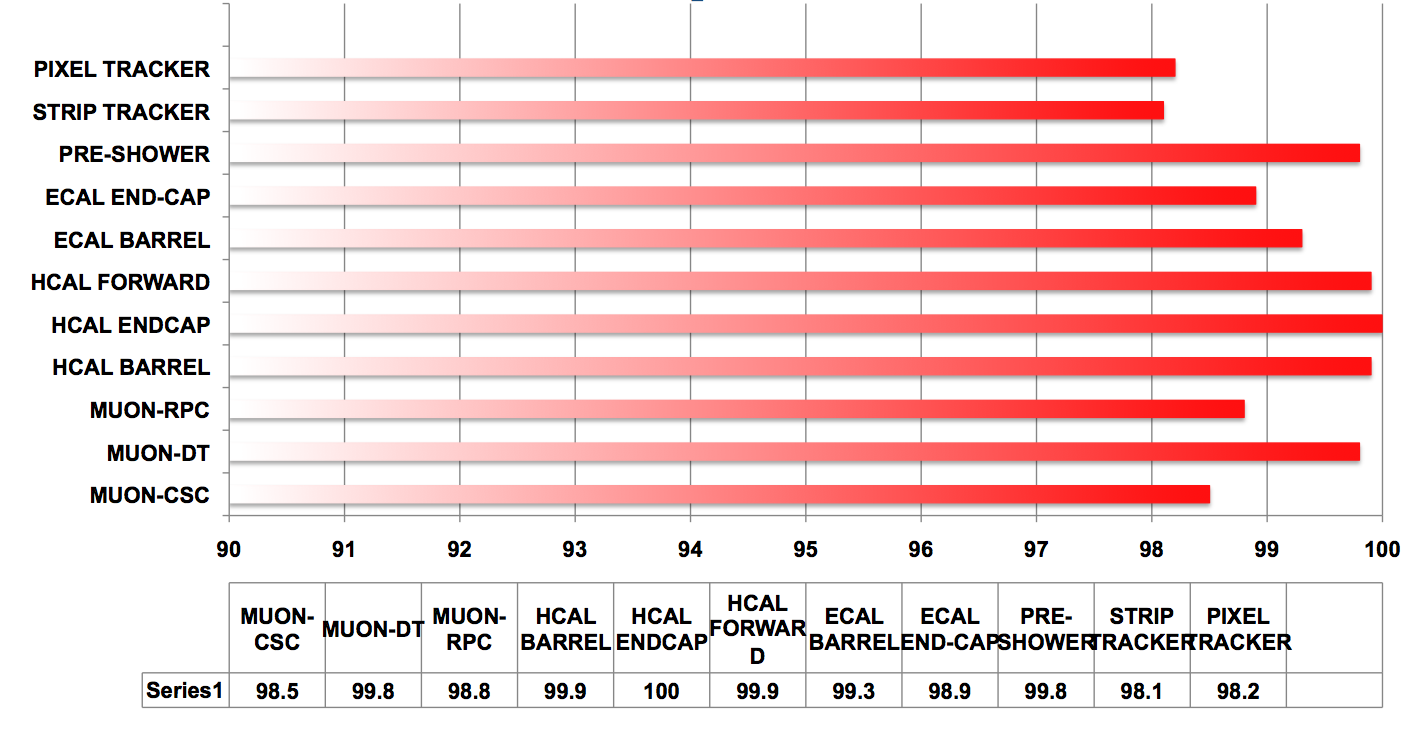 PIXEL TRACKER
STRIP TRACKER
PRE-SHOWER
ECAL END-CAP
ECAL BARREL
HCAL FORWARD
HCAL ENDCAP
HCAL BARREL
MUON-RPC
MUON-DT
MUON-CSC
90 91 92 93 94 95 96 97 98 99 100
MUON-
CSC
MUON-DT
MUON-
RPC
HCAL
BARREL
HCAL
ENDCAP
HCAL
FORWAR
D
ECAL
BARREL
ECAL
END-CAP
PRE-
SHOWER
STRIP
TRACKER
PIXEL
TRACKER
Series1 98.5 99.8 98.8 99.9 100 99.9 99.3 98.9 99.8 98.1 98.2